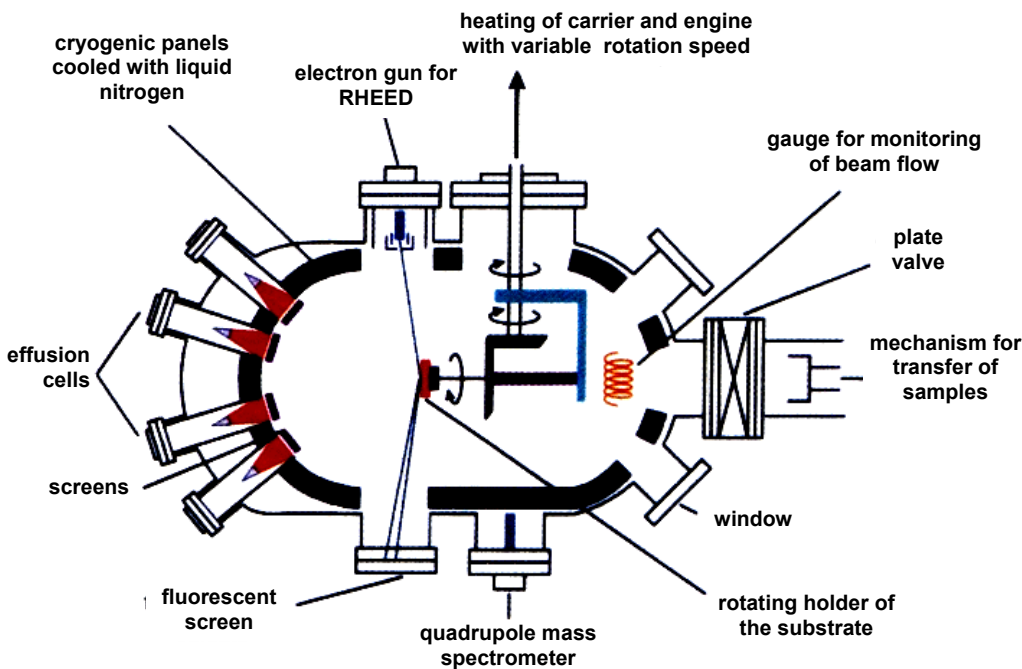 heating of carrier and engine
with variable rotation speed
cryogenic panels
cooled with liquid
nitrogen
electron gun for
RHEED
gauge for monitoring
of beam flow
plate
valve
effusion
cells
mechanism for
transfer of
samples
screens
window
fluorescent
screen
rotating holder of
the substrate
quadrupole mass
spectrometer